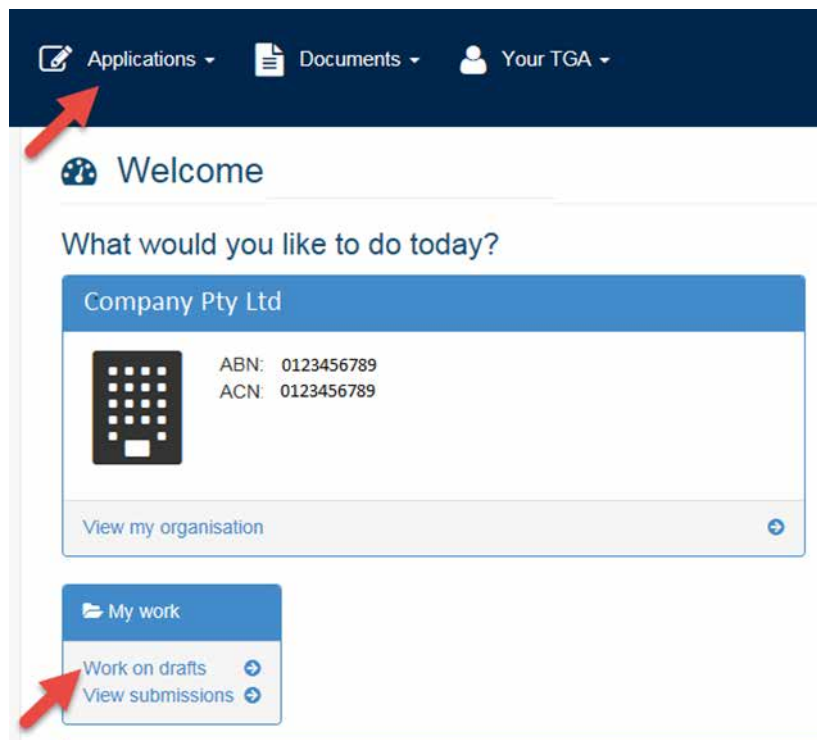 Applications Documents Your TGA
Welcome
What would you like to do today?
Company Pty Ltd
ABN: 0123456789
ACN: 0123456789
View my organisation
My work
Work on drafts
View submissions